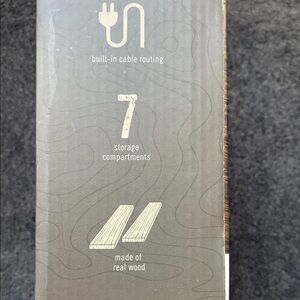 built-in cable routing
7
storage
compartments
made of
real wood